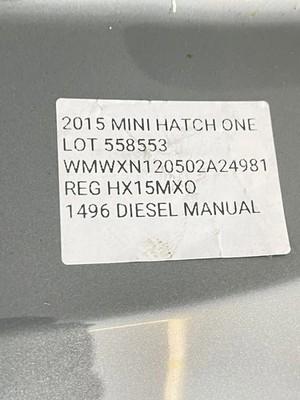 2015 MINI HATCH ONE
LOT 558553
WMWXN120502A24981
REG HX15MXO
1496 DIESEL MANUAL